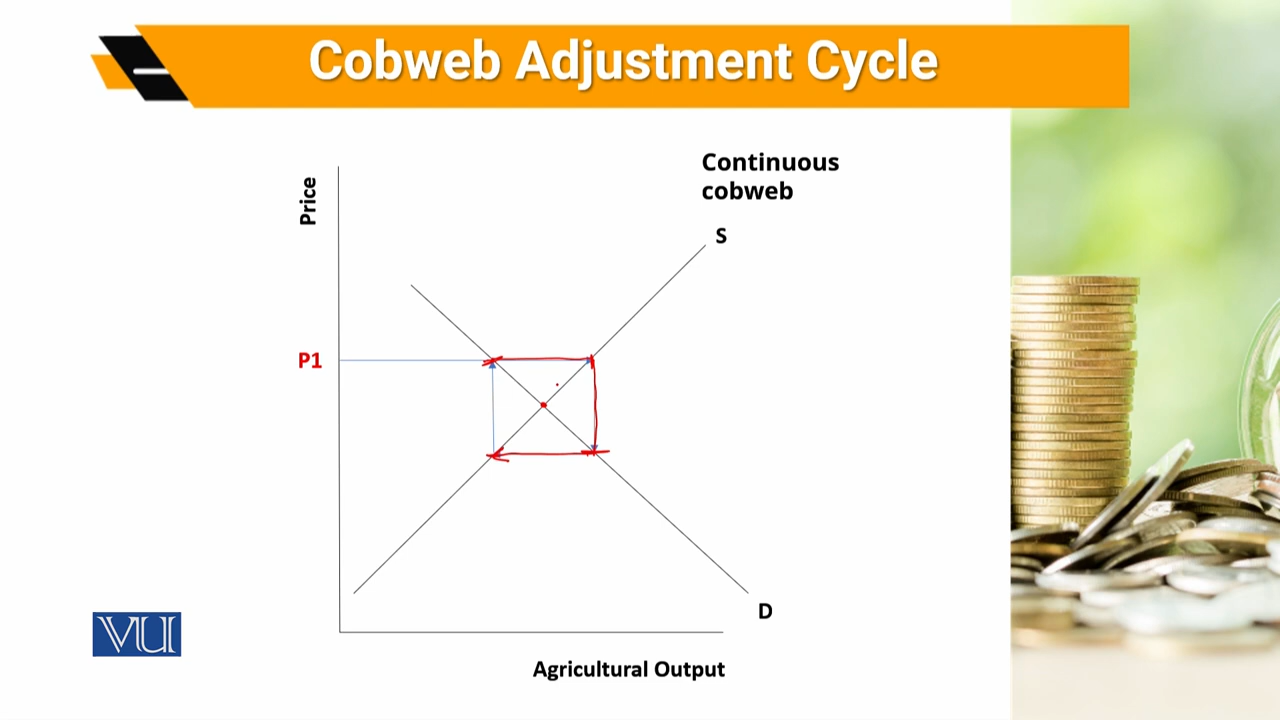 Cobweb Adjustment Cycle
Continuous
cobweb
Price
S
P1
D
VU
Agricultural Output